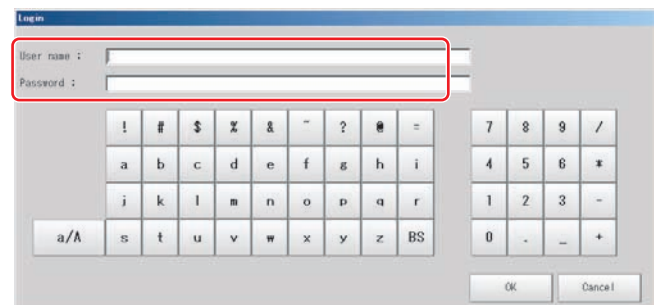 Login
User name :
Password :
! # $ % & ~ ? @ = 7 8 9 /
a b c d e f g h i 4 5 6 *
j k l m n o p q r 1 2 3 -
a/A s t u v w x y z BS 0 . _ +
OK Cancel